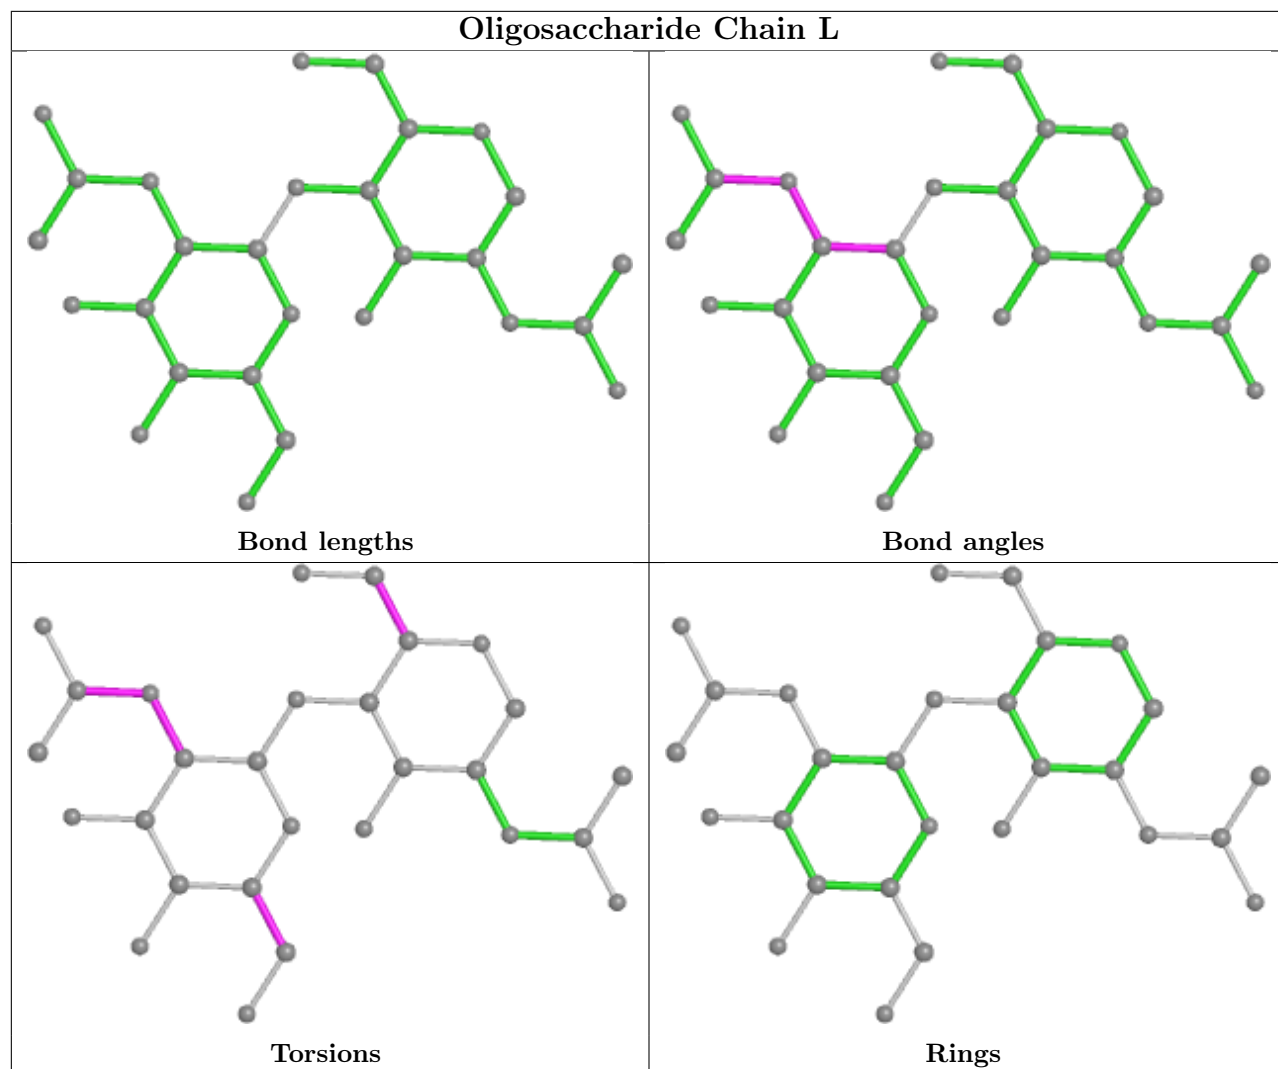 Oligosaccharide Chain L
Bond lengths
Bond angles
Torsions
Rings